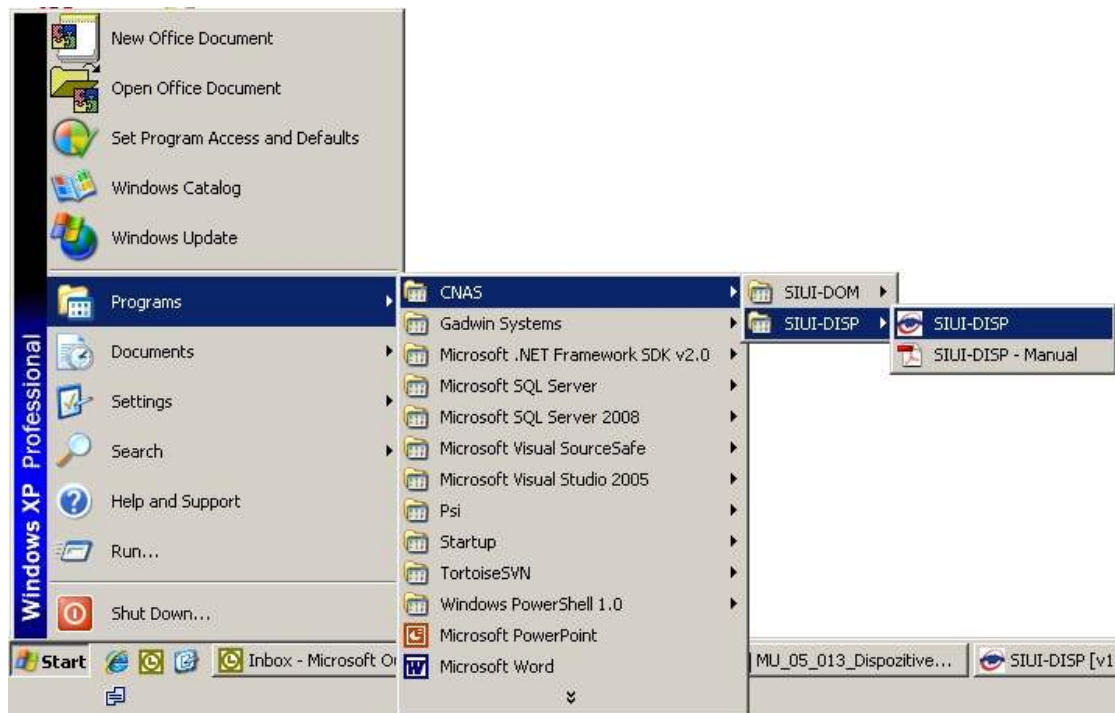 New Office Document
Open Office Document
Set Program Access and Defaults
Windows Catalog
Windows Update
Programs
Documents
Settings
Search
Help and Support
Run...
Shut Down...
Windows XP Professional
CNAS
Gadwin Systems
Microsoft .NET Framework SDK v2.0
Microsoft SQL Server
Microsoft SQL Server 2008
Microsoft Visual SourceSafe
Microsoft Visual Studio 2005
Psi
Startup
TortoiseSVN
Windows PowerShell 1.0
Microsoft PowerPoint
Microsoft Word
SIUI-DOM
SIUI-DISP
SIUI-DISP
SIUI-DISP - Manual
Start
Inbox - Microsoft O
MU_05_013_Dispozitive...
SIUI-DISP [v1